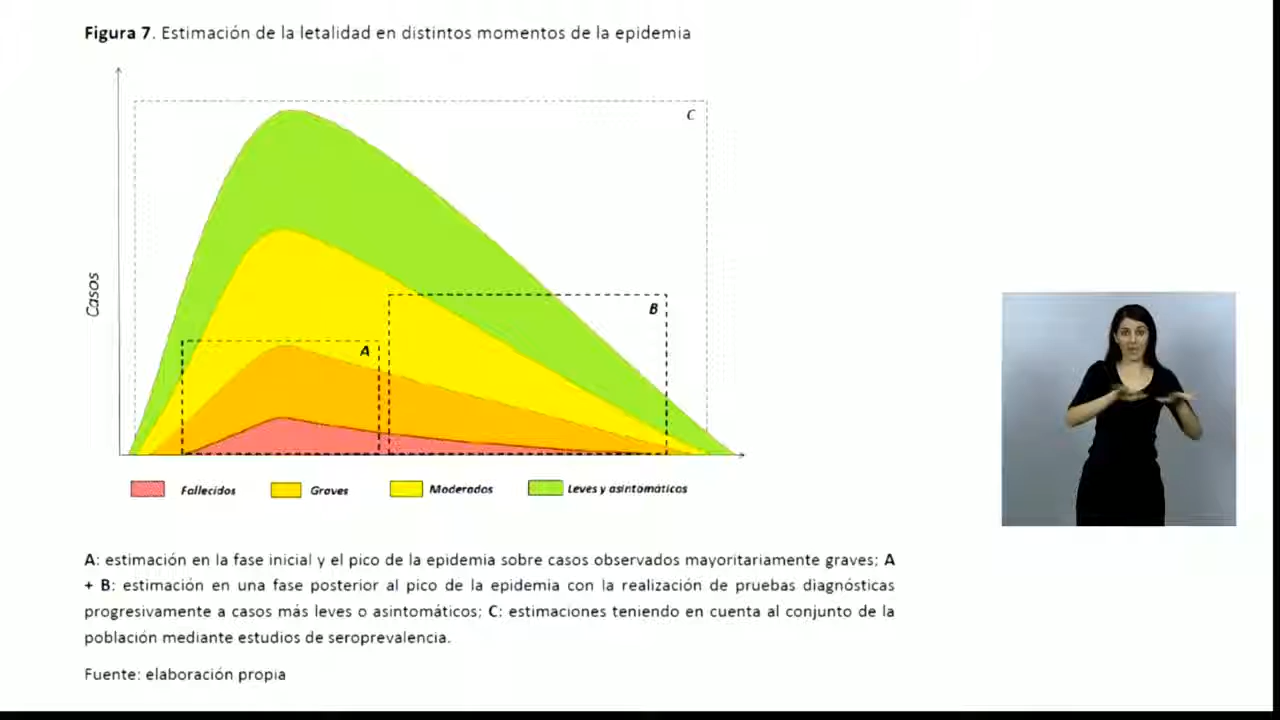 Figura 7. Estimación de la letalidad en distintos momentos de la epidemia
C
B
A
Casos
Fallecidos Graves Moderados Leves y asintomáticos
A: estimación en la fase inicial y el pico de la epidemia sobre casos observados mayoritariamente graves; A
+ B: estimación en una fase posterior al pico de la epidemia con la realización de pruebas diagnósticas
progresivamente a casos más leves o asintomáticos; C: estimaciones teniendo en cuenta al conjunto de la
población mediante estudios de seroprevalencia.
Fuente: elaboración propia